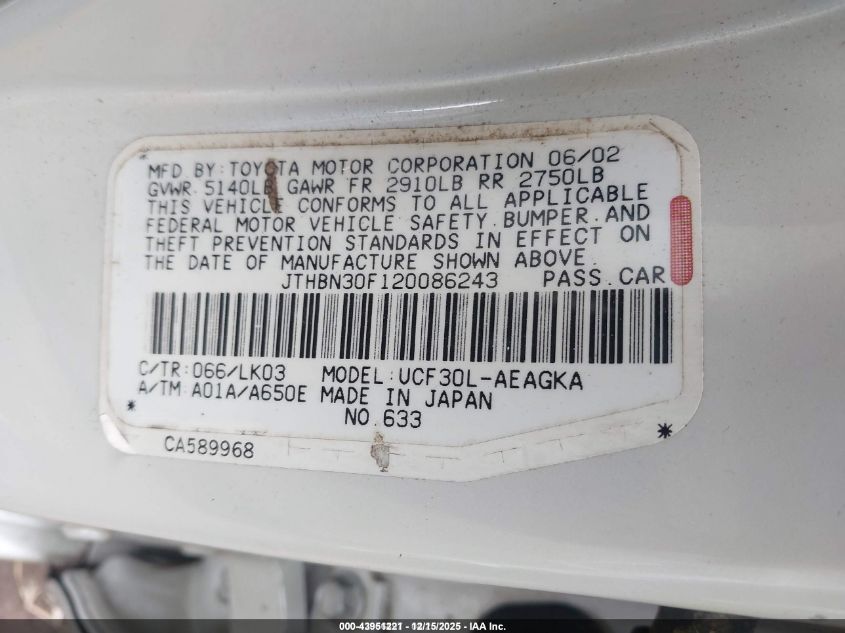 MFD. BY: TOYOTA MOTOR CORPORATION 06/02
GVWR. 5140LB GAWR FR 2910LB RR 2750LB
THIS VEHICLE CONFORMS TO ALL APPLICABLE
FEDERAL MOTOR VEHICLE SAFETY. BUMPER. AND
THEFT PREVENTION STANDARDS IN EFFECT ON
THE DATE OF MANUFACTURE SHOWN ABOVE.
JTHBN30F120086243 PASS. CAR
C/TR: 066/LK03 MODEL: UCF30L-AEAGKA
A/TM: A01A/A650E MADE IN JAPAN
* NO. 633 *
CA589968
000-43951221 - 12/15/2025 - IAA Inc.